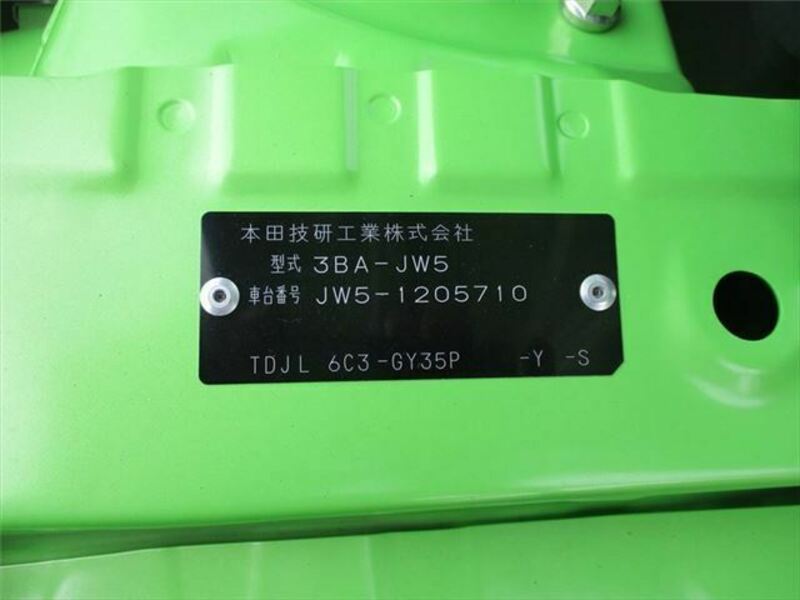 本田技研工業株式会社
型式 3BA-JW5
車台番号 JW5-1205710
TDJL 6C3-GY35P -Y -S